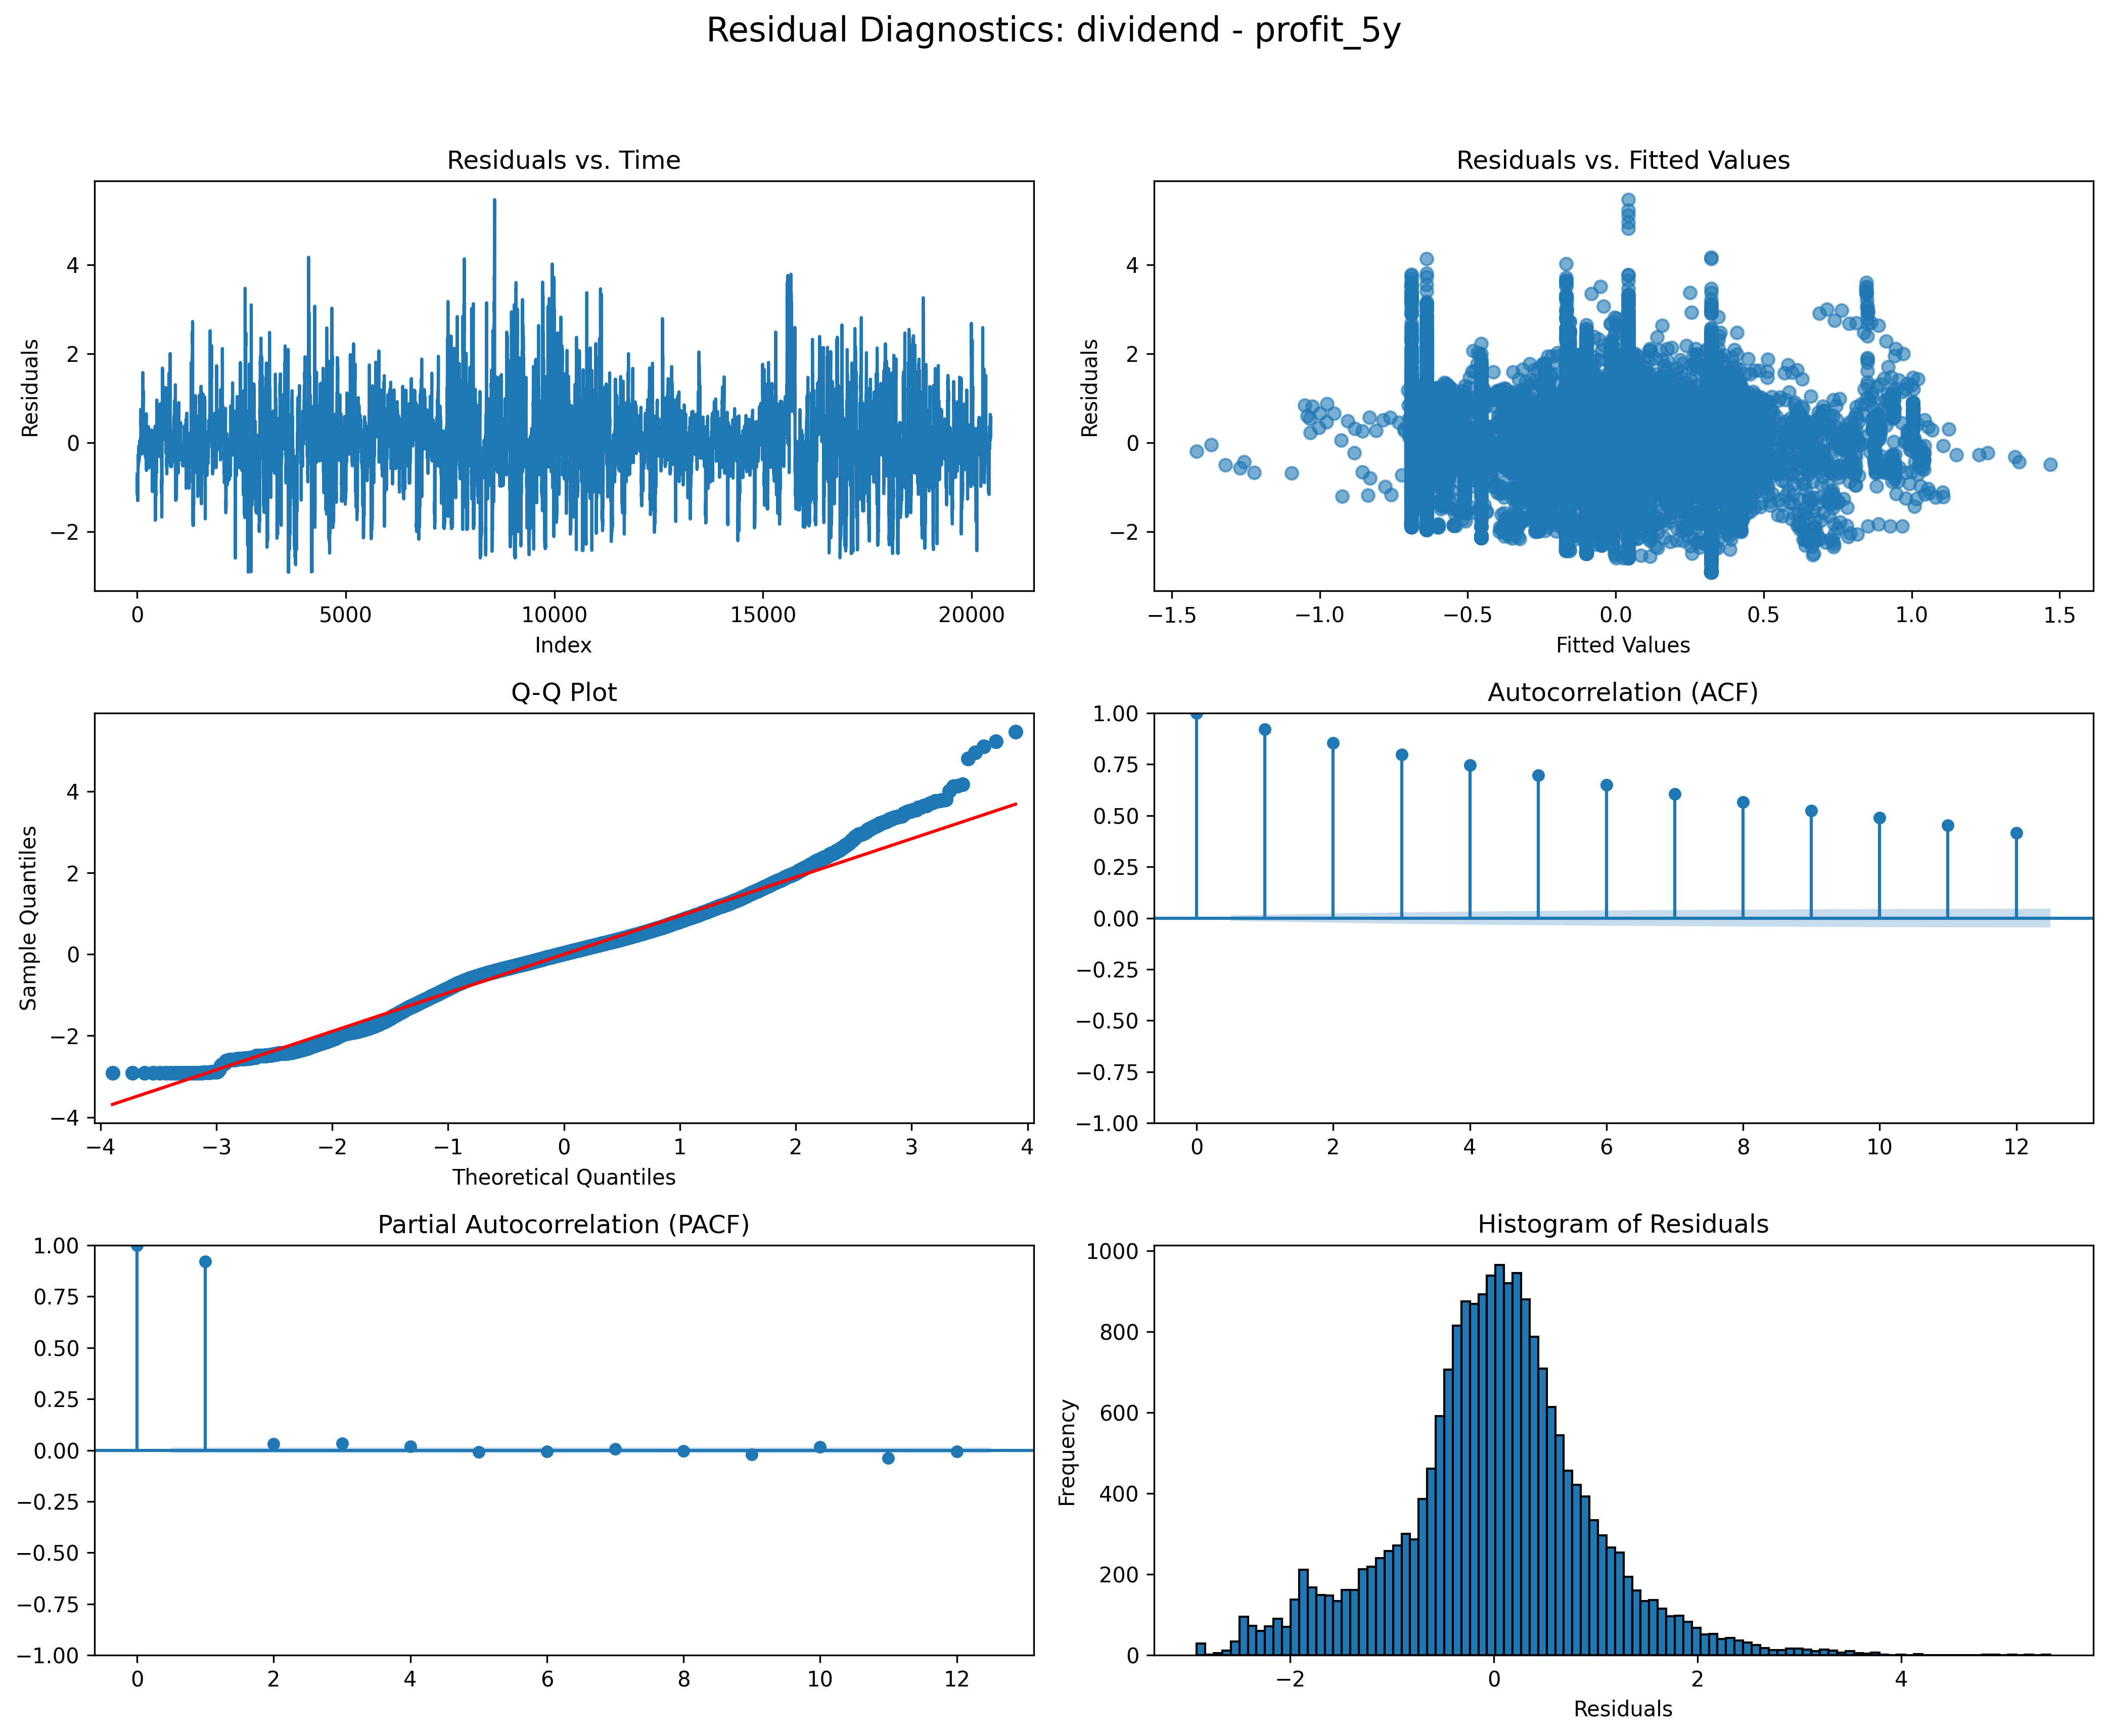 Residual Diagnostics: dividend - profit_5y
Residuals vs. Time
Residuals
4
2
0
−2
0 5000 10000 15000 20000
Index
Residuals vs. Fitted Values
Residuals
4
2
0
−2
−1.5 −1.0 −0.5 0.0 0.5 1.0 1.5
Fitted Values
Q-Q Plot
Sample Quantiles
4
2
0
−2
−4
−4 −3 −2 −1 0 1 2 3 4
Theoretical Quantiles
Autocorrelation (ACF)
1.00
0.75
0.50
0.25
0.00
−0.25
−0.50
−0.75
−1.00
0 2 4 6 8 10 12
Partial Autocorrelation (PACF)
1.00
0.75
0.50
0.25
0.00
−0.25
−0.50
−0.75
−1.00
0 2 4 6 8 10 12
Histogram of Residuals
Frequency
1000
800
600
400
200
0
−2 0 2 4
Residuals